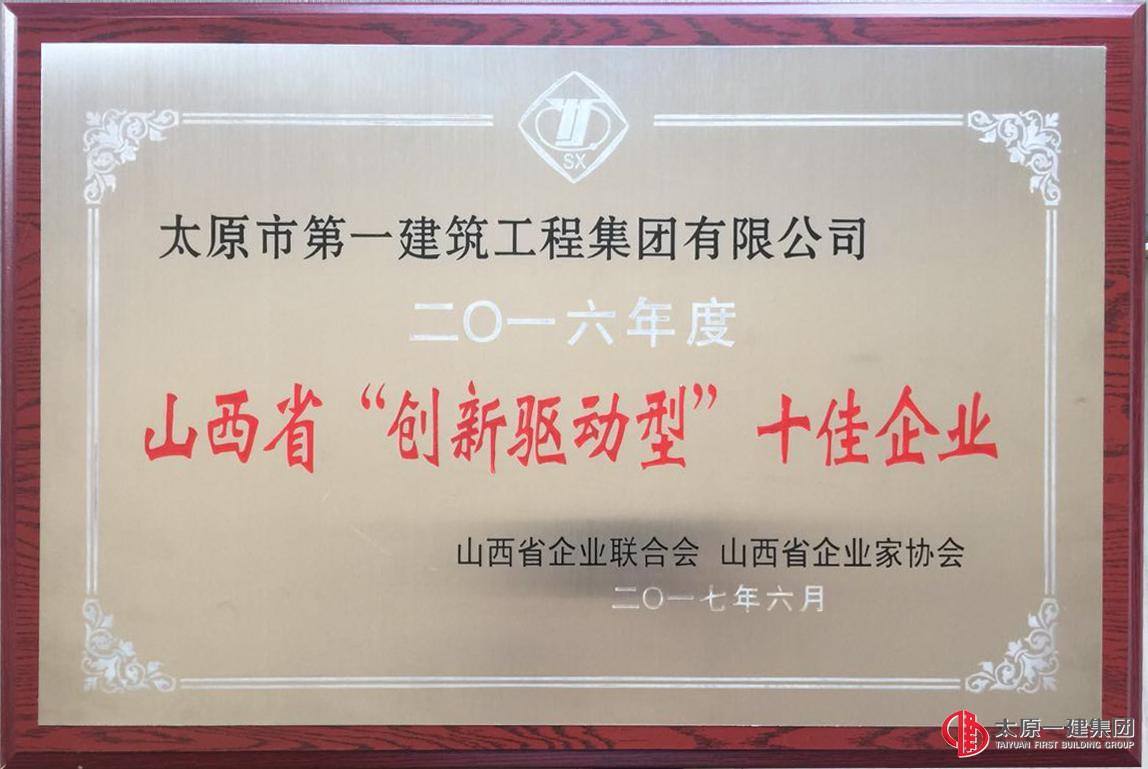 SX
太原市第一建筑工程集团有限公司
二〇一六年度
山西省“创新驱动型”十佳企业
山西省企业联合会 山西省企业家协会
二〇一七年六月
太原一建集团
TAIYUAN FIRST BUILDING GROUP